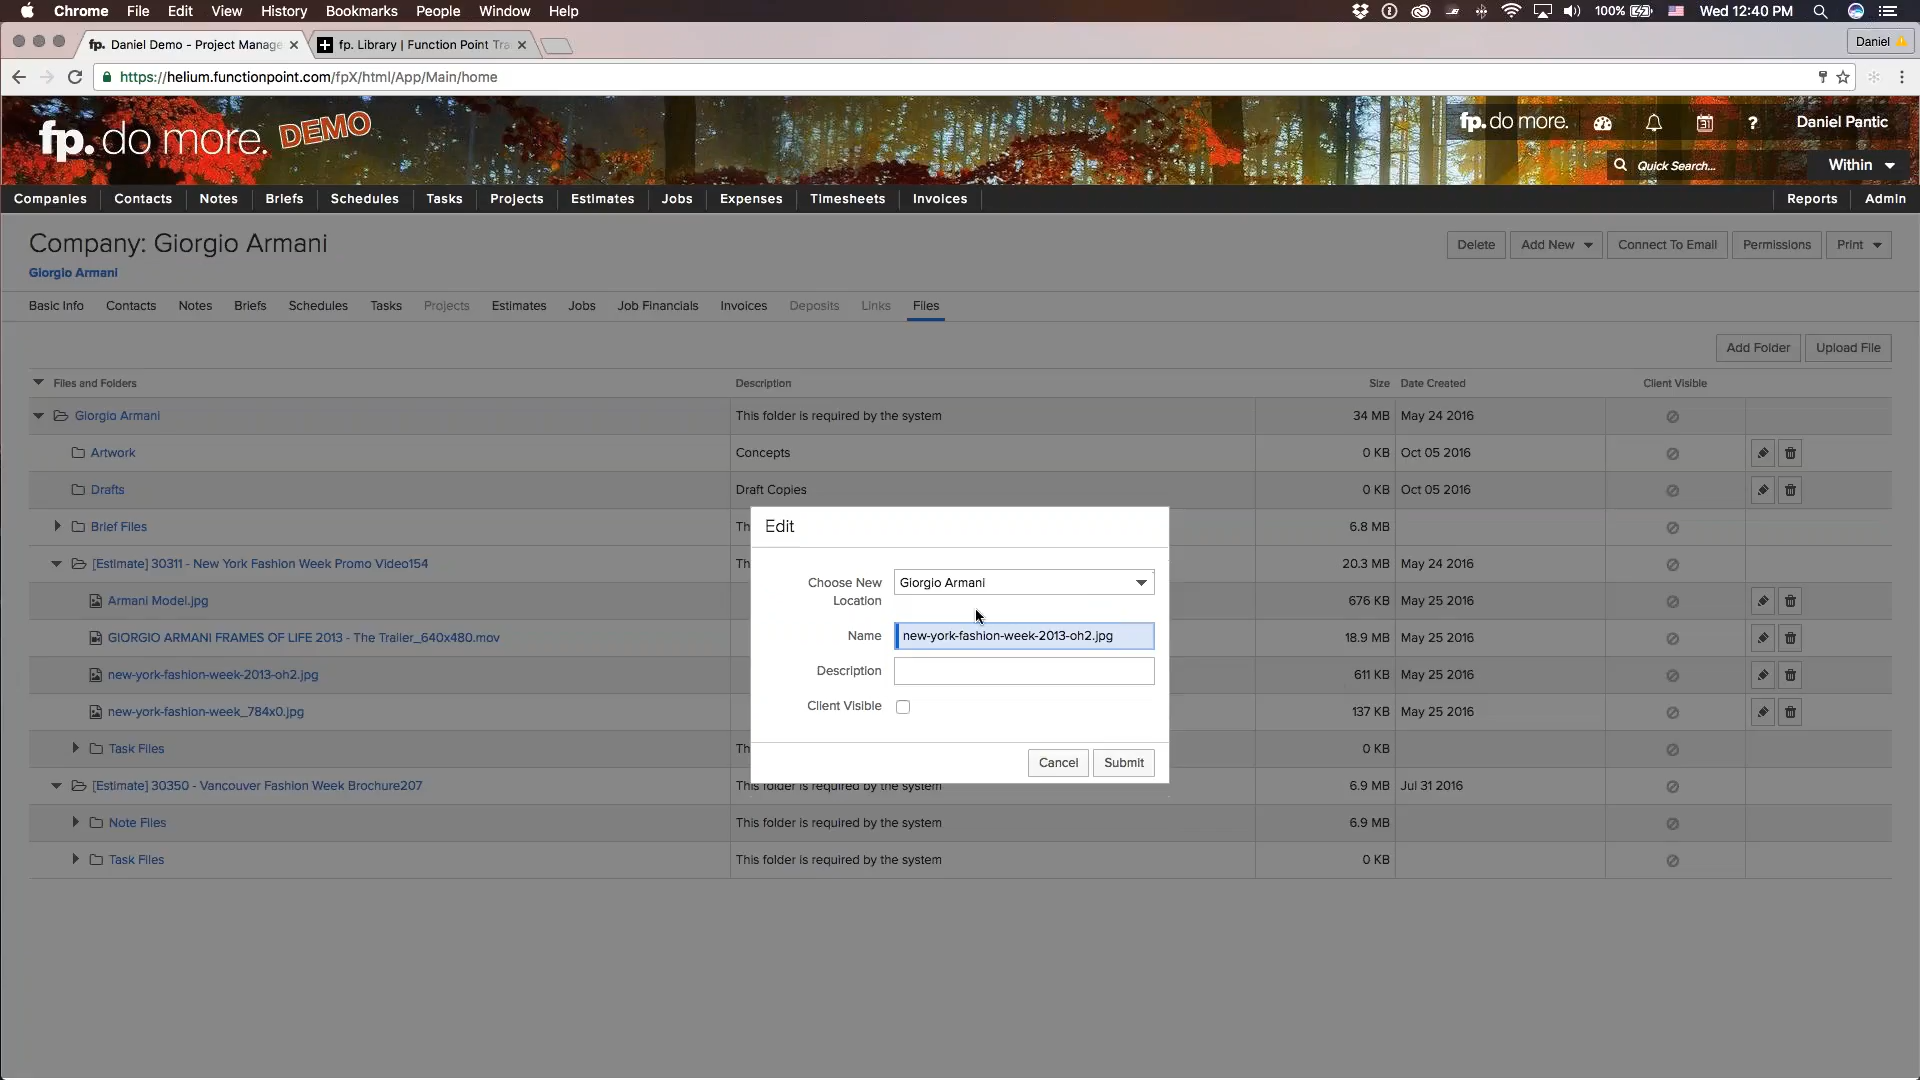 Chrome File Edit View History Bookmarks People Window Help 100% Wed 12:40 PM
fp. Daniel Demo - Project Manage fp. Library | Function Point Tra Daniel
https://helium.functionpoint.com/fpX/html/App/Main/home
fp. do more. DEMO fp. do more. 31 ? Daniel Pantic
Quick Search... Within
Companies Contacts Notes Briefs Schedules Tasks Projects Estimates Jobs Expenses Timesheets Invoices Reports Admin
Company: Giorgio Armani Delete Add New Connect To Email Permissions Print
Giorgio Armani
Basic Info Contacts Notes Briefs Schedules Tasks Projects Estimates Jobs Job Financials Invoices Deposits Links Files
Add Folder Upload File
Files and Folders Description Size Date Created Client Visible
Giorgio Armani This folder is required by the system 34 MB May 24 2016
Artwork Concepts 0 KB Oct 05 2016
Drafts Draft Copies 0 KB Oct 05 2016
Brief Files Th 6.8 MB
[Estimate] 30311 - New York Fashion Week Promo Video154 Th 20.3 MB May 24 2016
Armani Model.jpg 676 KB May 25 2016
GIORGIO ARMANI FRAMES OF LIFE 2013 - The Trailer_640x480.mov 18.9 MB May 25 2016
new-york-fashion-week-2013-oh2.jpg 611 KB May 25 2016
new-york-fashion-week_784x0.jpg 137 KB May 25 2016
Task Files Th 0 KB
[Estimate] 30350 - Vancouver Fashion Week Brochure207 This folder is required by the system 6.9 MB Jul 31 2016
Note Files This folder is required by the system 6.9 MB
Task Files This folder is required by the system 0 KB
Edit
Choose New Giorgio Armani
Location
Name new-york-fashion-week-2013-oh2.jpg
Description
Client Visible
Cancel Submit